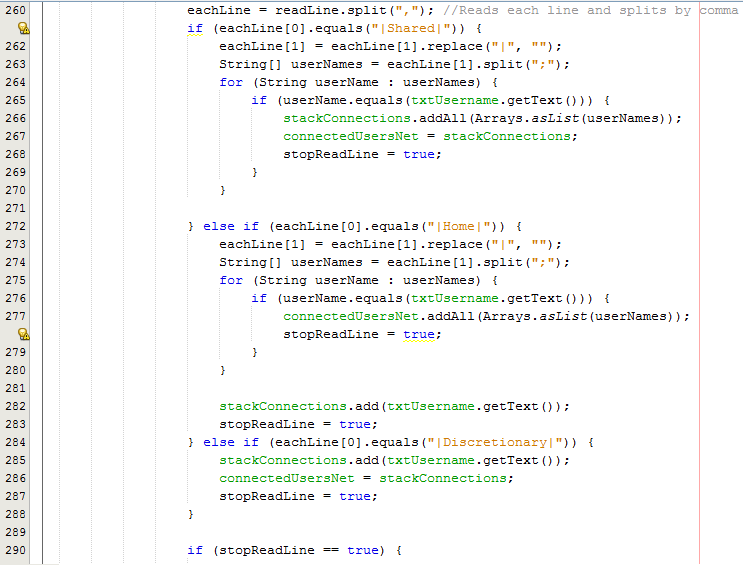 260 eachLine = readLine.split(","); //Reads each line and splits by comma
if (eachLine[0].equals("|Shared|")) {
262 eachLine[1] = eachLine[1].replace("|", "");
263 String[] userNames = eachLine[1].split(";");
264 for (String userName : userNames) {
265 if (userName.equals(txtUsername.getText())) {
266 stackConnections.addAll(Arrays.asList(userNames));
267 connectedUsersNet = stackConnections;
268 stopReadLine = true;
269 }
270 }
271
272 } else if (eachLine[0].equals("|Home|")) {
273 eachLine[1] = eachLine[1].replace("|", "");
274 String[] userNames = eachLine[1].split(";");
275 for (String userName : userNames) {
276 if (userName.equals(txtUsername.getText())) {
277 connectedUsersNet.addAll(Arrays.asList(userNames));
stopReadLine = true;
279 }
280 }
281
282 stackConnections.add(txtUsername.getText());
283 stopReadLine = true;
284 } else if (eachLine[0].equals("|Discretionary|")) {
285 stackConnections.add(txtUsername.getText());
286 connectedUsersNet = stackConnections;
287 stopReadLine = true;
288 }
289
290 if (stopReadLine == true) {